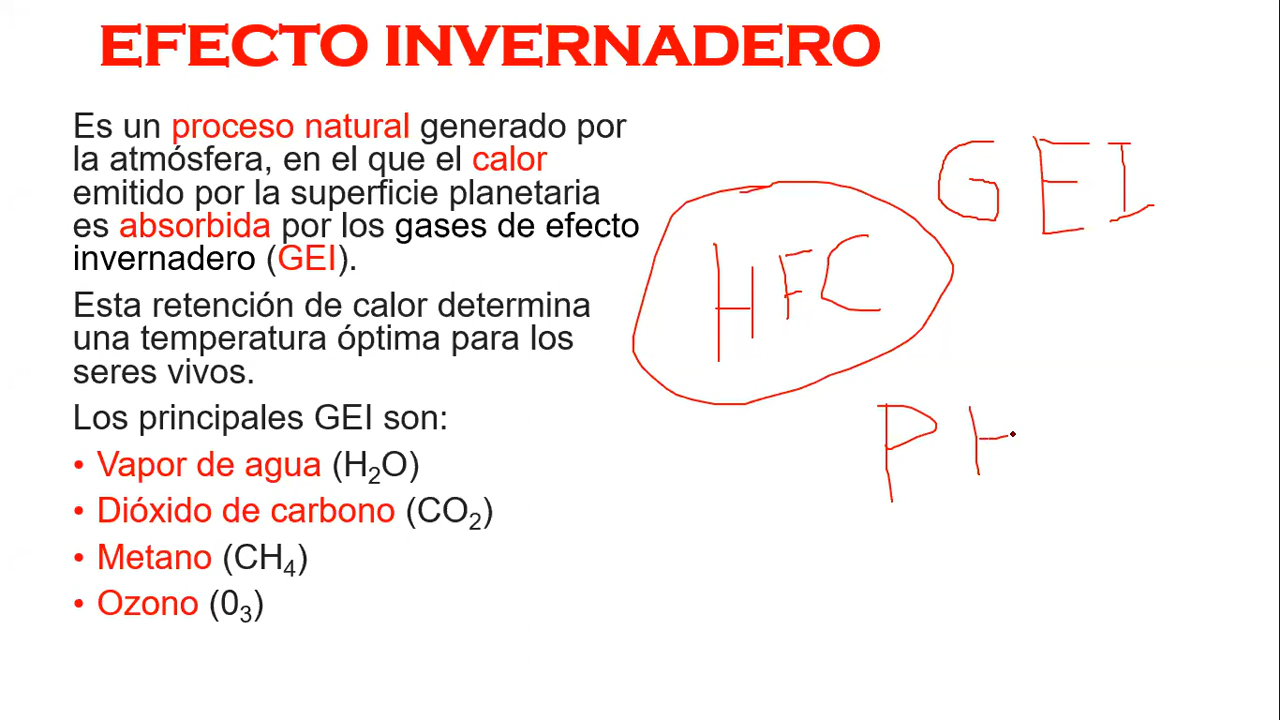 EFECTO INVERNADERO
Es un proceso natural generado por
la atmósfera, en el que el calor
emitido por la superficie planetaria
es absorbida por los gases de efecto
invernadero (GEI).
Esta retención de calor determina
una temperatura óptima para los
seres vivos.
Los principales GEI son:
• Vapor de agua (H₂O)
• Dióxido de carbono (CO₂)
• Metano (CH₄)
• Ozono (0₃)
GEI
HFC